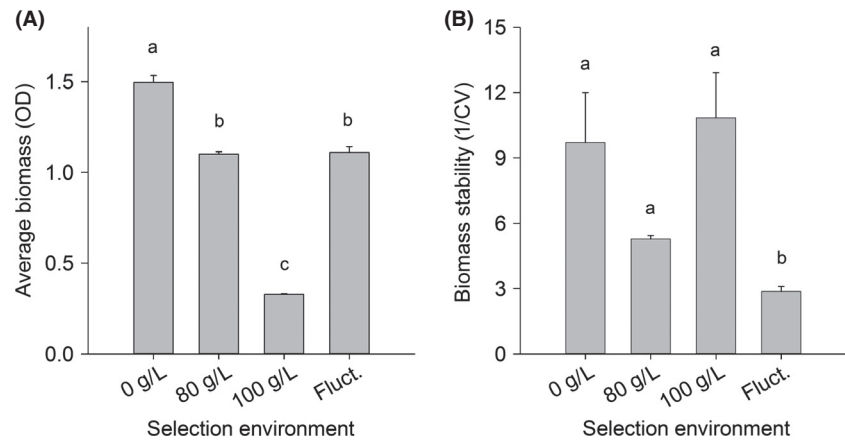 (A)
Average biomass (OD)
1.5
1.0
0.5
0.0
a
b
c
b
0 g/L
80 g/L
100 g/L
Fluct.
Selection environment
(B)
Biomass stability (1/CV)
15
12
9
6
3
0
a
a
a
b
0 g/L
80 g/L
100 g/L
Fluct.
Selection environment